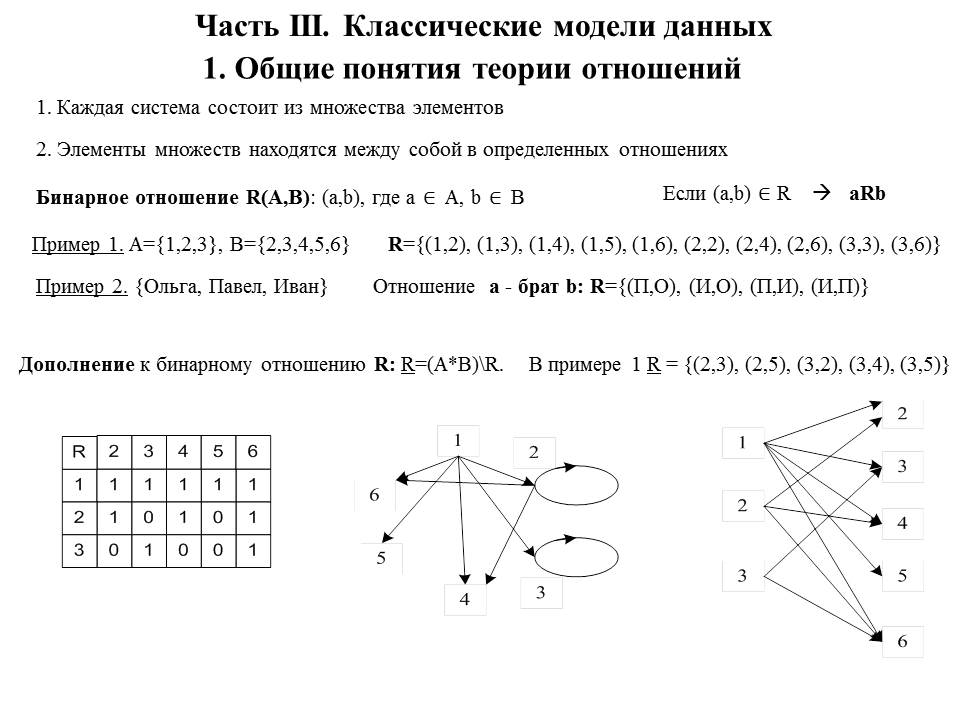 Часть III. Классические модели данных
1. Общие понятия теории отношений
1. Каждая система состоит из множества элементов
2. Элементы множеств находятся между собой в определенных отношениях
Бинарное отношение R(A,B): (a,b), где a ∈ A, b ∈ B
Если (a,b) ∈ R → aRb
Пример 1. A={1,2,3}, B={2,3,4,5,6} R={(1,2), (1,3), (1,4), (1,5), (1,6), (2,2), (2,4), (2,6), (3,3), (3,6)}
Пример 2. {Ольга, Павел, Иван} Отношение a - брат b: R={(П,О), (И,О), (П,И), (И,П)}
Дополнение к бинарному отношению R: R=(A*B)\R. В примере 1 R = {(2,3), (2,5), (3,2), (3,4), (3,5)}
R 2 3 4 5 6
1 1 1 1 1 1
2 1 0 1 0 1
3 0 1 0 0 1
1
2
6
5
4
3
1
2
3
2
3
4
5
6